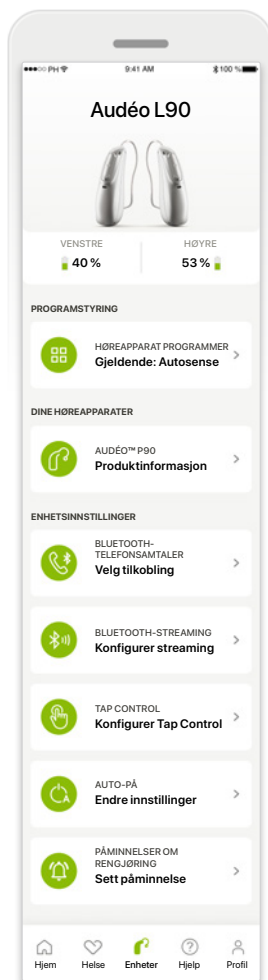 PH 9:41 AM 100 %
Audéo L90
VENSTRE HØYRE
40 % 53 %
PROGRAMSTYRING
HØREAPPARAT PROGRAMMER
Gjeldende: Autosense
DINE HØREAPPARATER
AUDÉO™ P90
Produktinformasjon
ENHETSINNSTILLINGER
BLUETOOTH-
TELEFONSAMTALER
Velg tilkobling
BLUETOOTH-STREAMING
Konfigurer streaming
TAP CONTROL
Konfigurer Tap Control
AUTO-PÅ
Endre innstillinger
PÅMINNELSER OM
RENGJØRING
Sett påminnelse
Hjem Helse Enheter Hjelp Profil